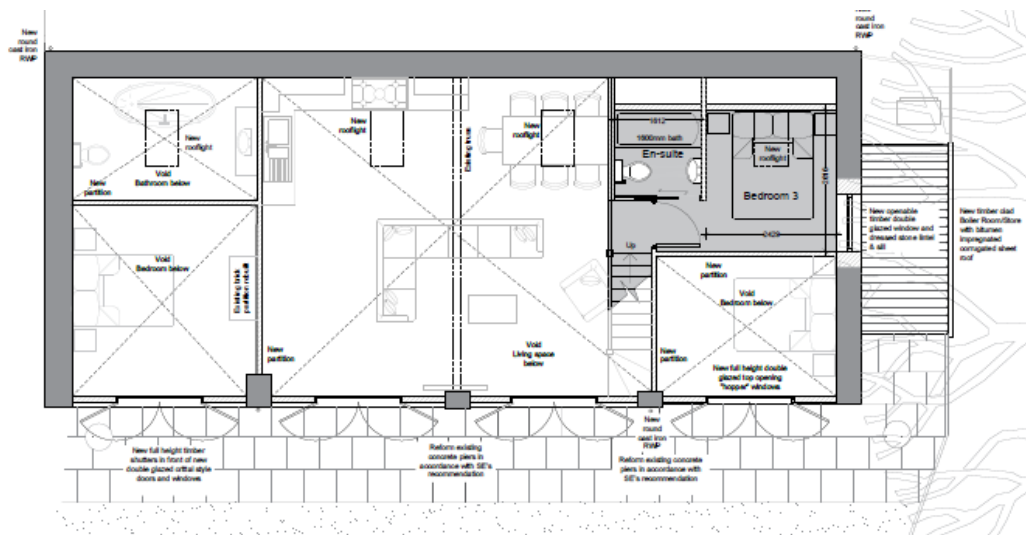 New
round
cast iron
RWP
New
round
cast iron
RWP
New
rooflight
Void
Bathroom below
New
partition
New
rooflight
Existing truss
New
rooflight
1812
1600mm bath
En-suite
New
rooflight
Bedroom 3
2429
Up
New openable
timber double
glazed window and
dressed stone lintel
& sill
New timber clad
Boiler Room/Store
with bitumen
impregnated
corrugated sheet
roof
Void
Bedroom below
Existing brick
partition rebuilt
New
partition
Void
Living space
below
New
partition
Void
Bedroom below
New
partition
New full height double
glazed top opening
"hopper" windows
New full height timber
shutters in front of new
double glazed crittal style
doors and windows
Reform existing
concrete piers in
accordance with SE's
recommendation
New
round
cast iron
RWP
Reform existing concrete
piers in accordance with
SE's recommendation